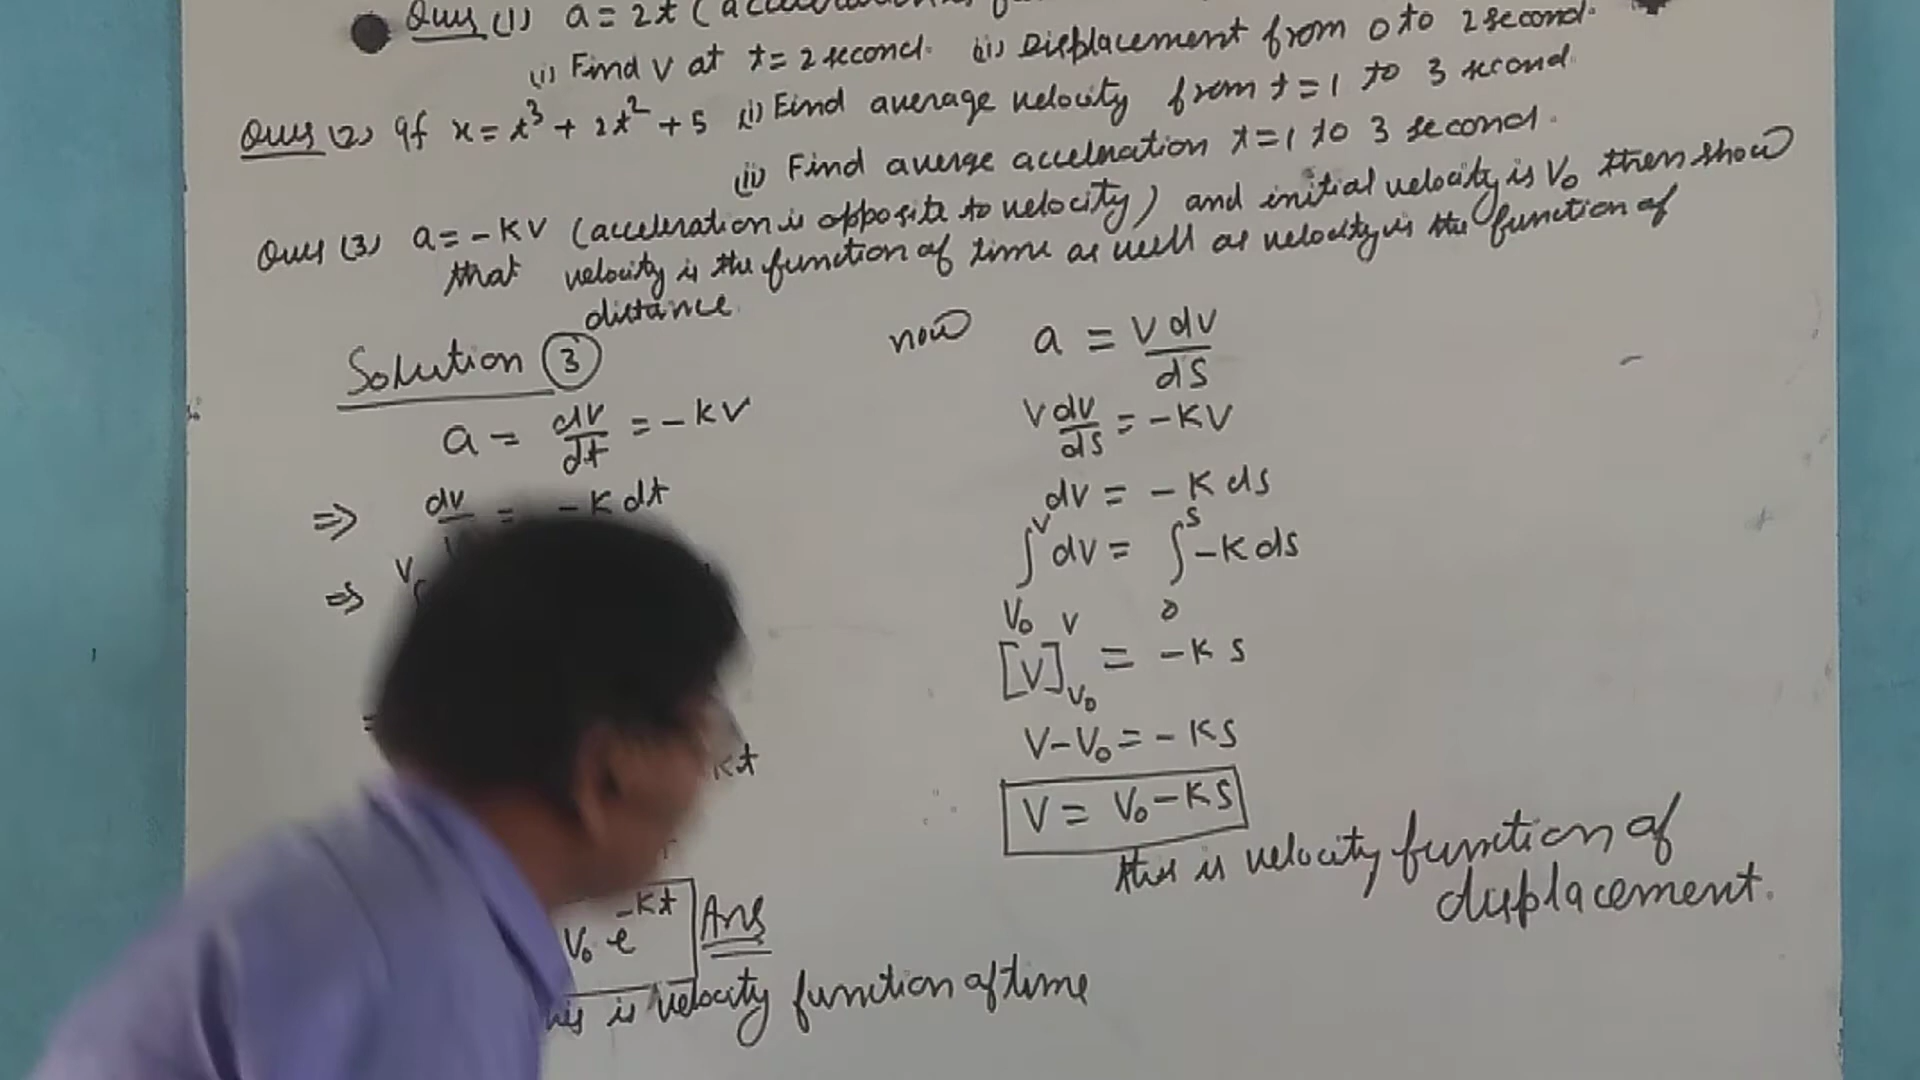 Ques (1) a = 2t (
(i) Find V at t = 2 second. (ii) Displacement from 0 to 2 second.
Ques (2) If x = t³ + 2t² + 5 (i) Find average velocity from t = 1 to 3 second
(ii) Find averge acceleration t = 1 to 3 second.
Ques (3) a = -KV (acceleration is opposite to velocity) and initial velocity is V₀ then show
that velocity is the function of time as well as velocity is the function of
distance
Solution (3)
a = dv/dt = -KV
⇒ dv = -K dt
⇒ V
Kt
V₀ e^-Kt Ans
is velocity function of time
now a = V dV/dS
V dv/ds = -KV
dv = -K ds
∫_{V₀}^{V} dv = ∫_{0}^{S} -K ds
[V]_{V₀}^{V} = -K S
V - V₀ = -KS
V = V₀ - KS
this is velocity function of
displacement.